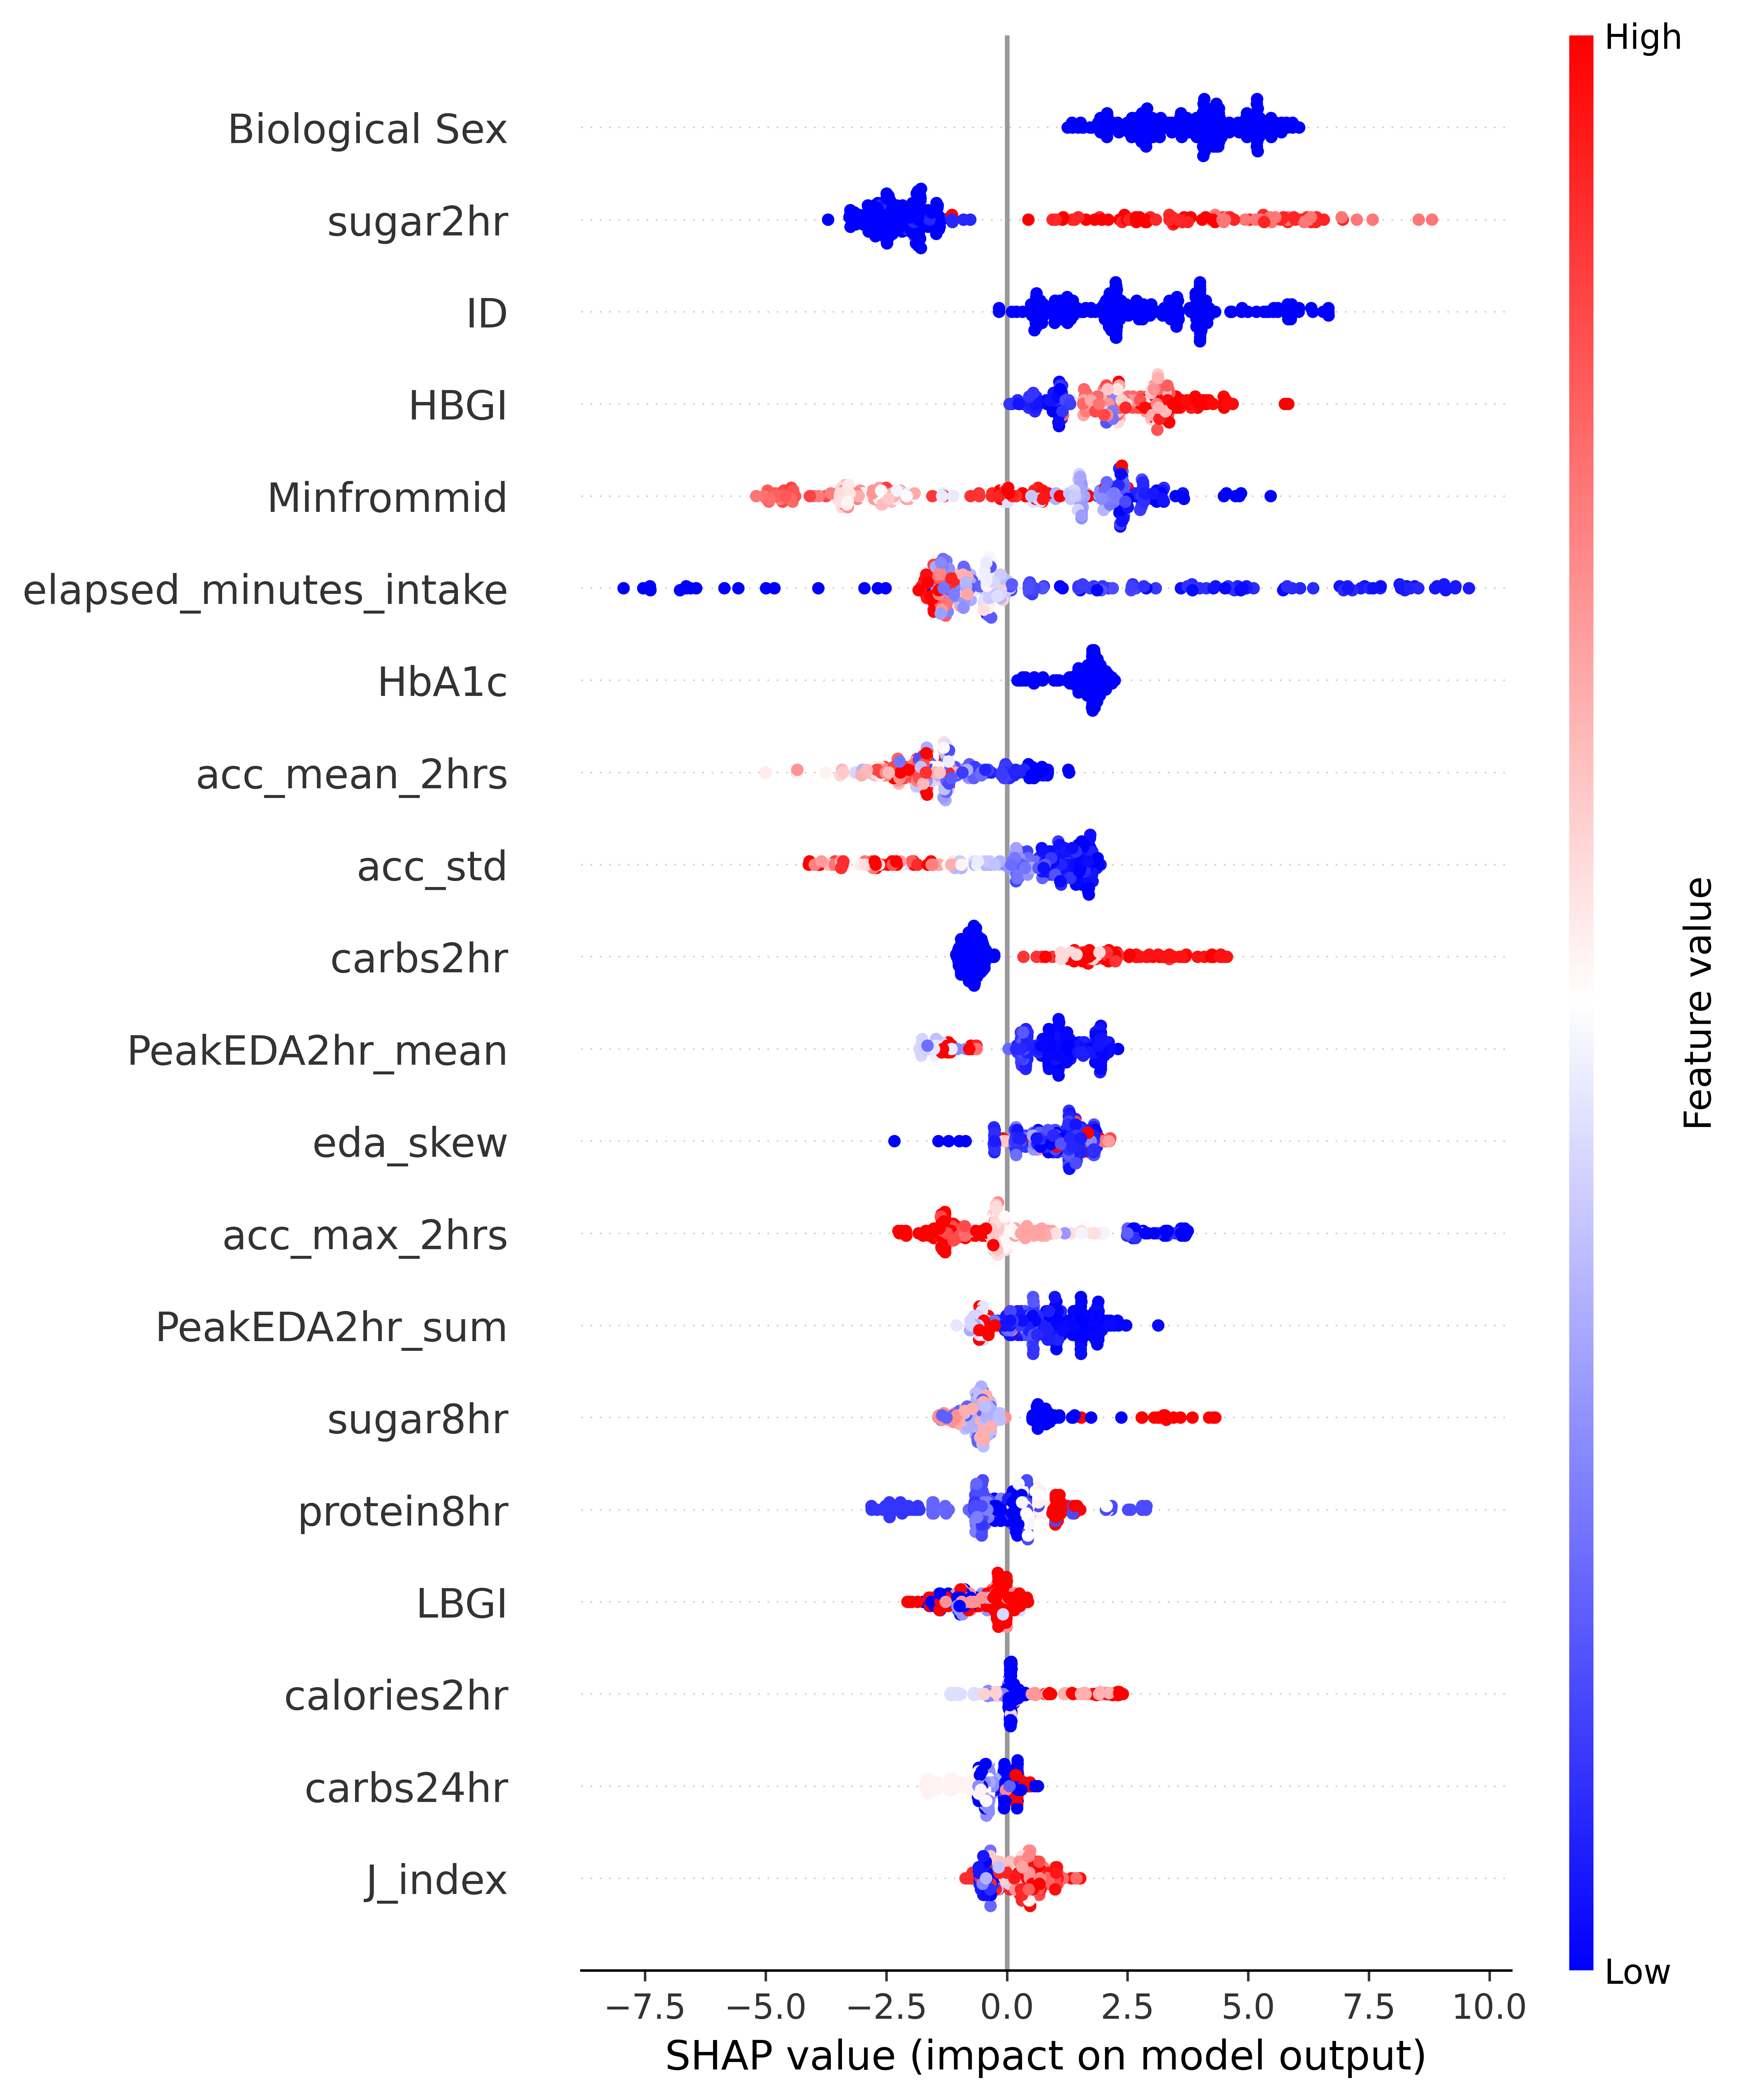 High
Biological Sex
sugar2hr
ID
HBGI
Minfrommid
elapsed_minutes_intake
HbA1c
acc_mean_2hrs
acc_std
carbs2hr
PeakEDA2hr_mean
eda_skew
acc_max_2hrs
PeakEDA2hr_sum
sugar8hr
protein8hr
LBGI
calories2hr
carbs24hr
J_index
Feature value
Low
−7.5 −5.0 −2.5 0.0 2.5 5.0 7.5 10.0
SHAP value (impact on model output)